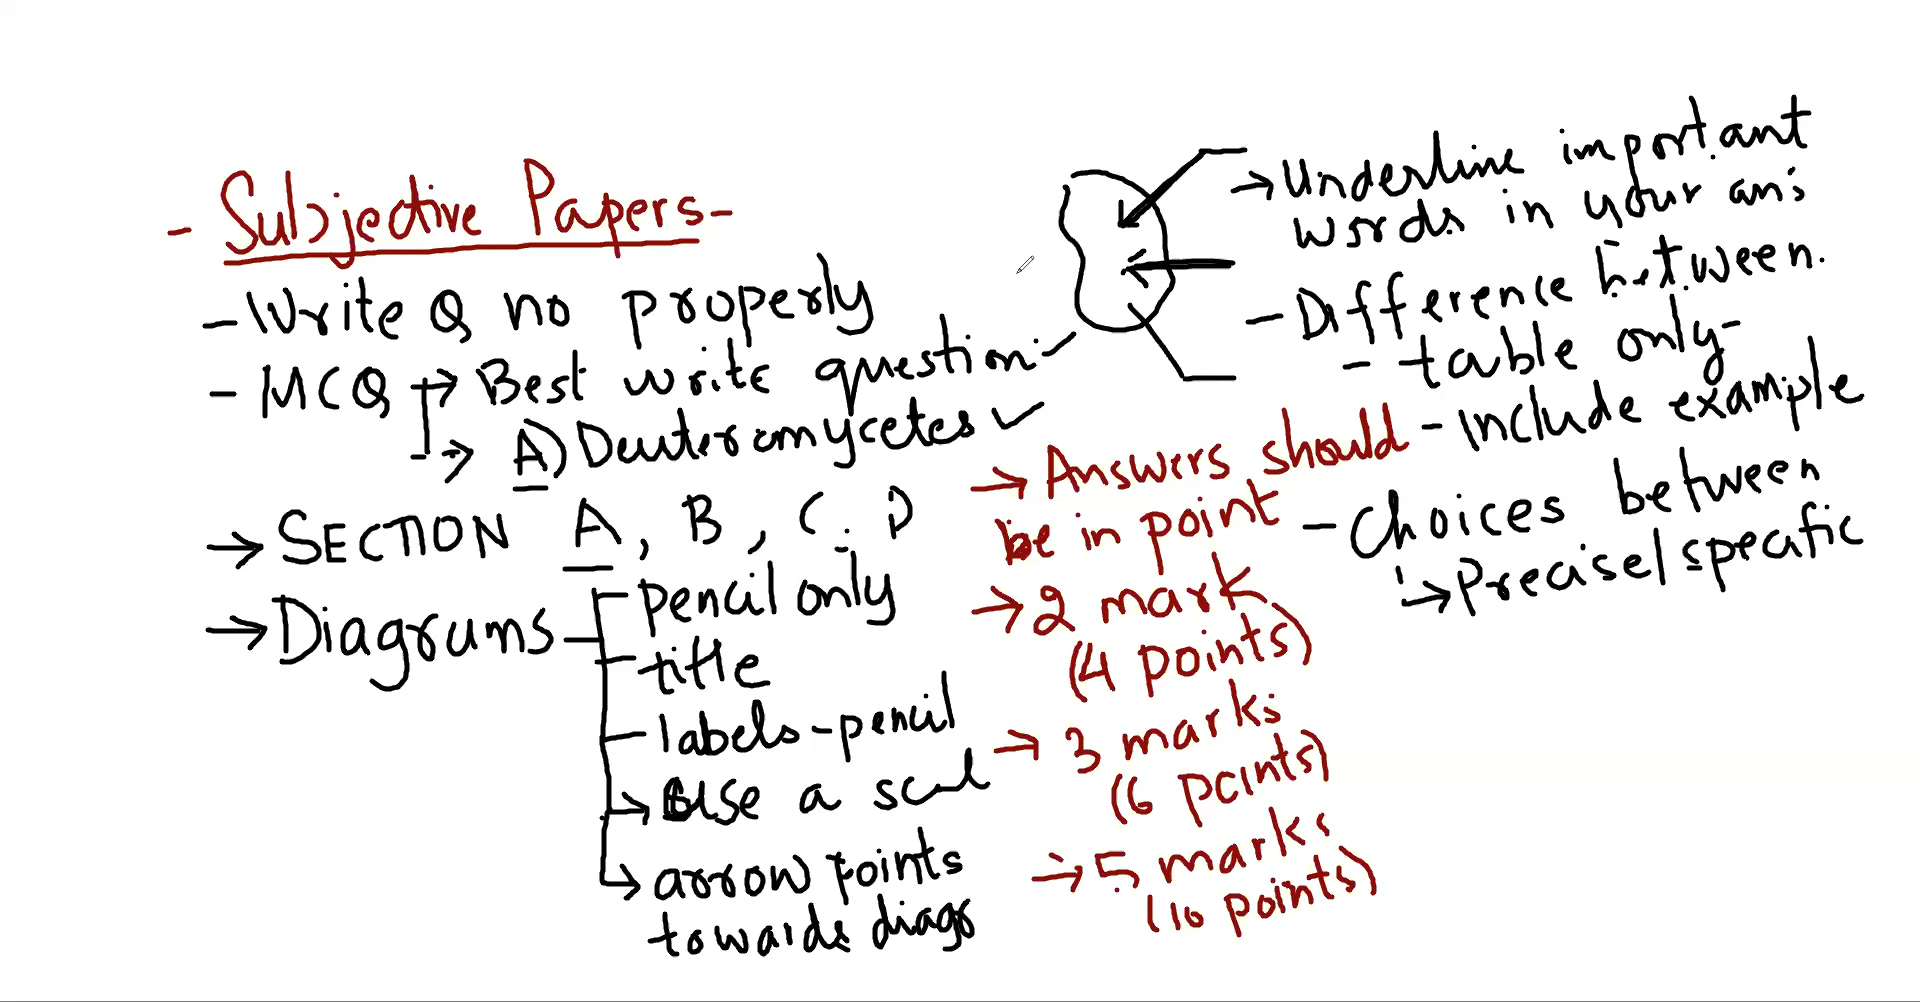 - Subjective Papers-
- Write Q no properly
- MCQ → Best write question
→ A) Deuteromycetes ✓
→ SECTION A, B, C, D
→ Diagrams
pencil only
title
labels-pencil
→ use a scal
→ arrow points
towards diagr
→ Answers should
be in point
→ 2 mark
(4 points)
→ 3 marks
(6 points)
→ 5 marks
(10 points)
→ Underline important
words in your ans
- Difference between.
- table only-
- Include example
- Choices between
↳ Precise/specific